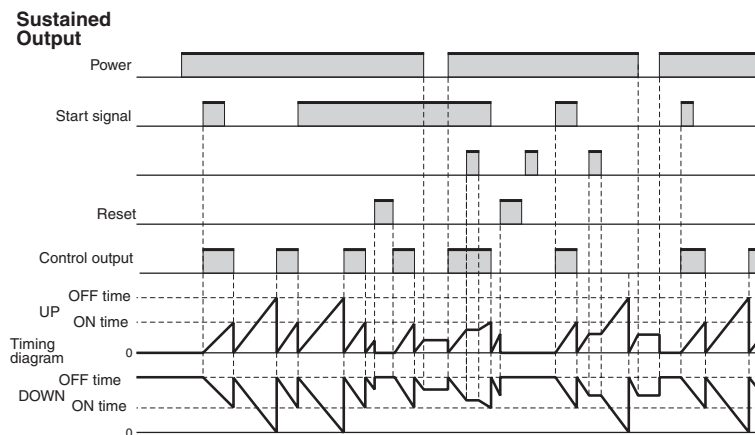 Sustained
Output
Power
Start signal
Reset
Control output
OFF time
UP
ON time
Timing
diagram
0
OFF time
DOWN
ON time
0